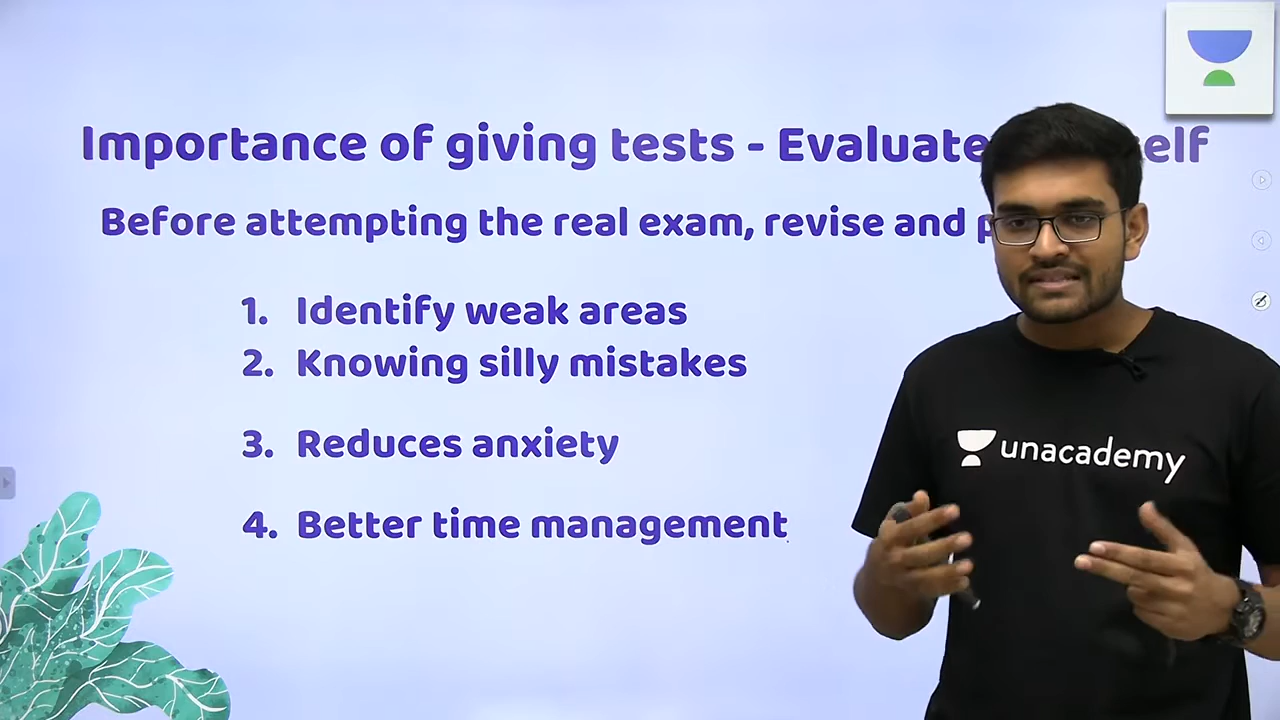 Importance of giving tests - Evaluate elf
Before attempting the real exam, revise and
1. Identify weak areas
2. Knowing silly mistakes
3. Reduces anxiety
4. Better time management
unacademy